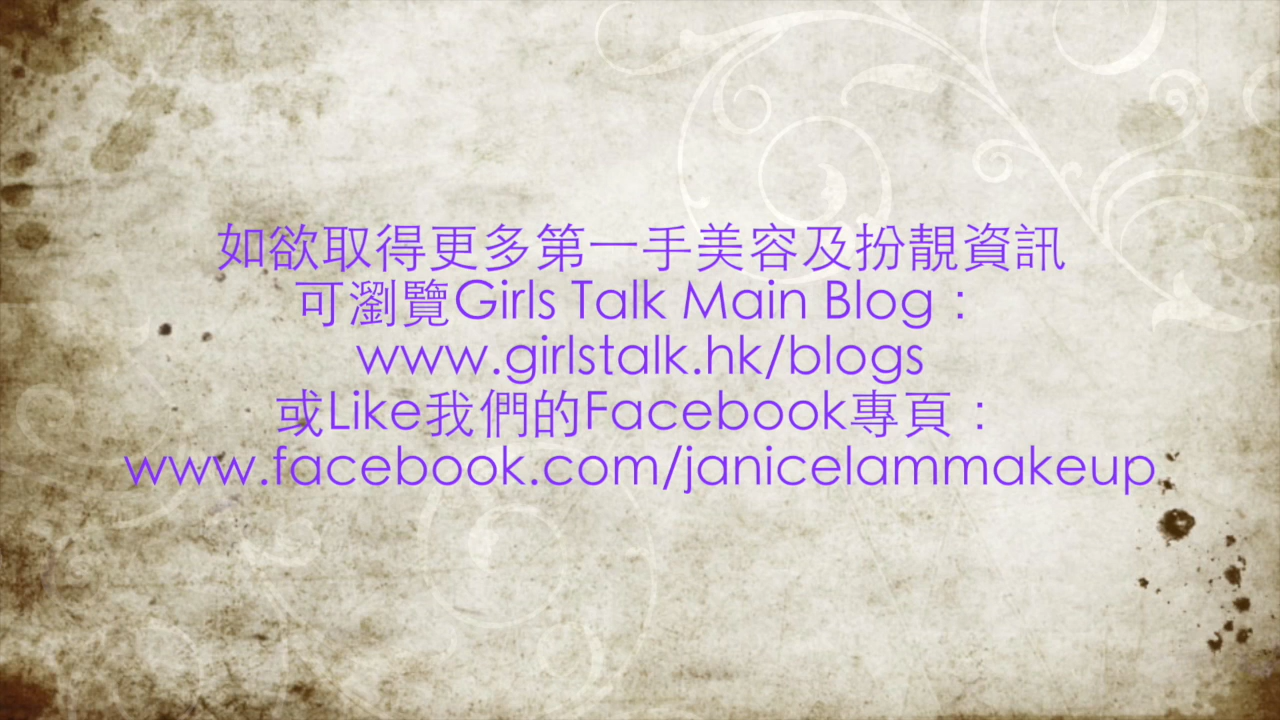 如欲取得更多第一手美容及扮靚資訊
可瀏覽Girls Talk Main Blog：
www.girlstalk.hk/blogs
或Like我們的Facebook專頁：
www.facebook.com/janicelammakeup